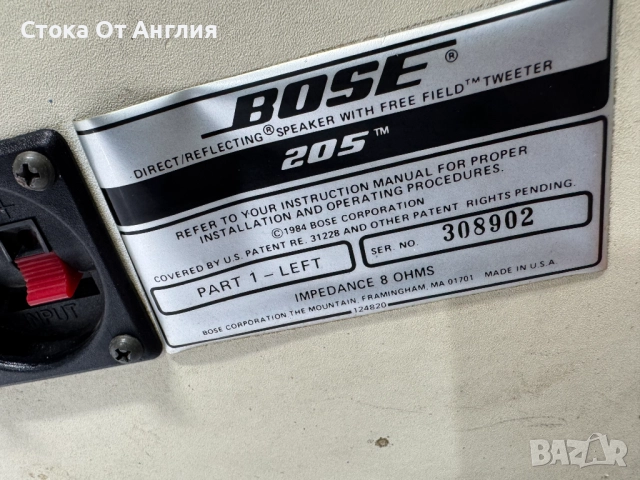 Стока От Англия
BOSE®
DIRECT/REFLECTING® SPEAKER WITH FREE FIELD™ TWEETER
205™
REFER TO YOUR INSTRUCTION MANUAL FOR PROPER
INSTALLATION AND OPERATING PROCEDURES.
©1984 BOSE CORPORATION
COVERED BY U.S. PATENT RE. 31228 AND OTHER PATENT RIGHTS PENDING.
PART 1 - LEFT
SER. NO. 308902
IMPEDANCE 8 OHMS
BOSE CORPORATION THE MOUNTAIN, FRAMINGHAM, MA 01701 MADE IN U.S.A.
124820
+
INPUT
BAZAR